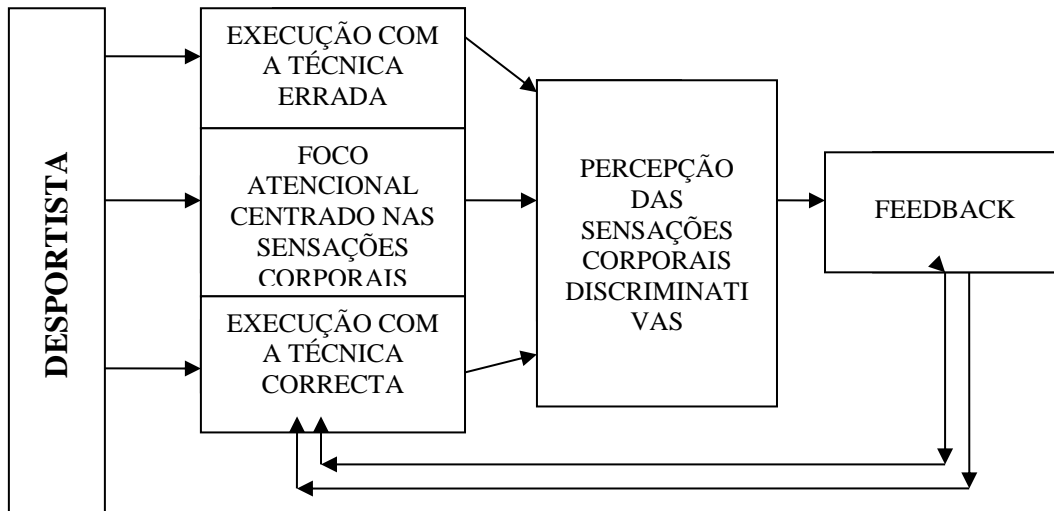 DESPORTISTA
EXECUÇÃO COM
A TÉCNICA
ERRADA
FOCO
ATENCIONAL
CENTRADO NAS
SENSAÇÕES
CORPORAIS
EXECUÇÃO COM
A TÉCNICA
CORRECTA
PERCEPÇÃO
DAS
SENSAÇÕES
CORPORAIS
DISCRIMINATI
VAS
FEEDBACK